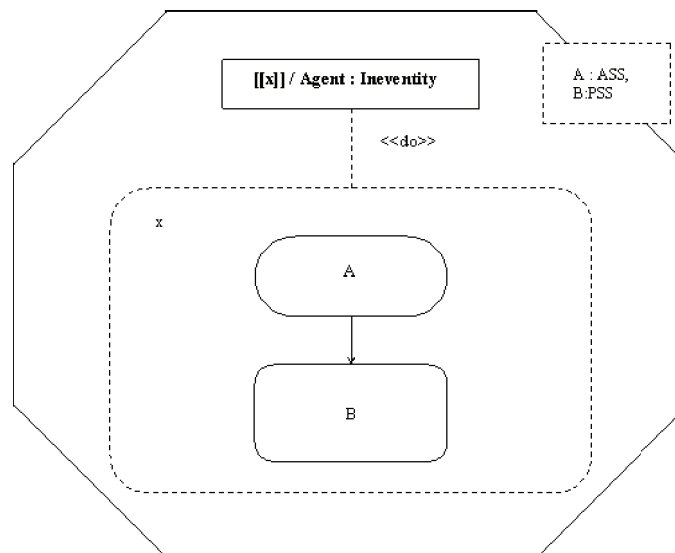 [[x]] / Agent : Ineventity
A : ASS,
B:PSS
<<do>>
x
A
B